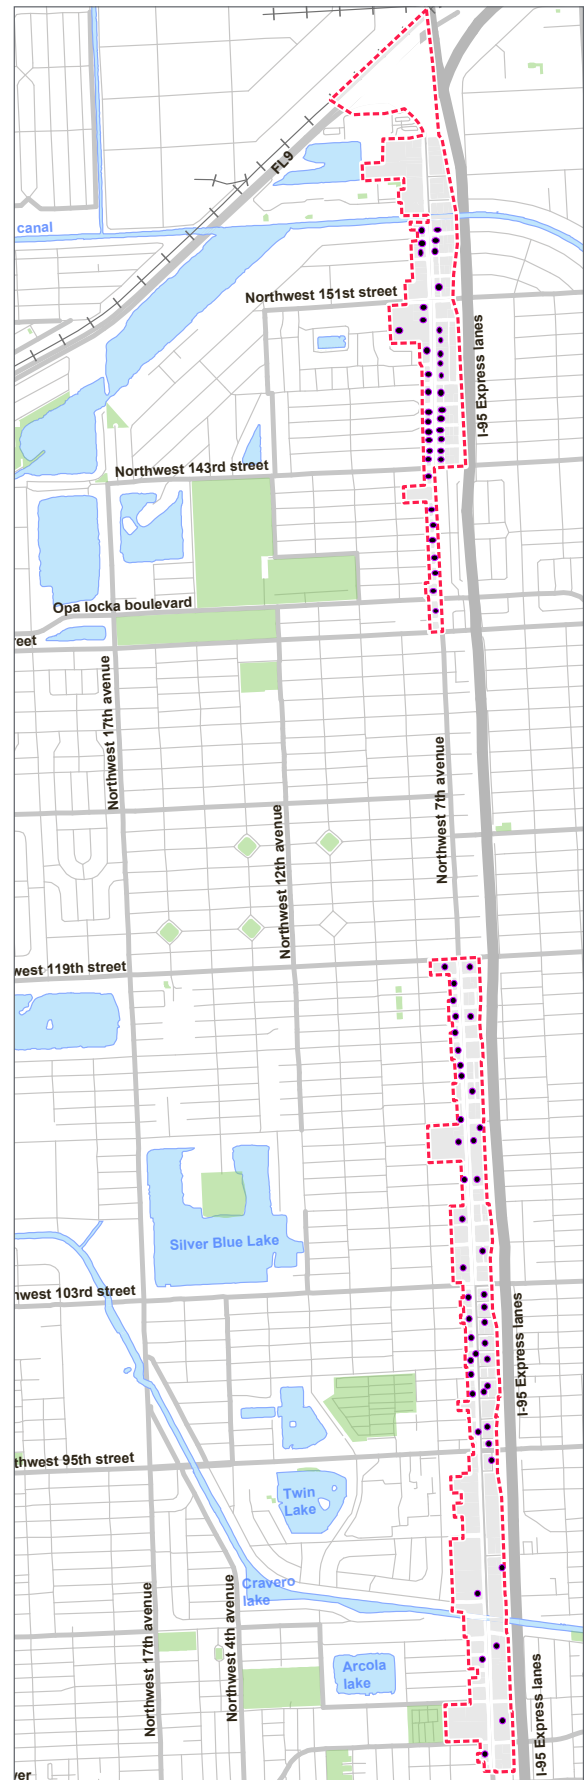 FL9
canal
Northwest 151st street
I-95 Express lanes
Northwest 143rd street
Opa locka boulevard
reet
Northwest 17th avenue
Northwest 7th avenue
Northwest 12th avenue
west 119th street
Silver Blue Lake
hwest 103rd street
I-95 Express lanes
thwest 95th street
Twin
Lake
Cravero
lake
Northwest 17th avenue
Northwest 4th avenue
Arcola
lake
I-95 Express lanes
ver